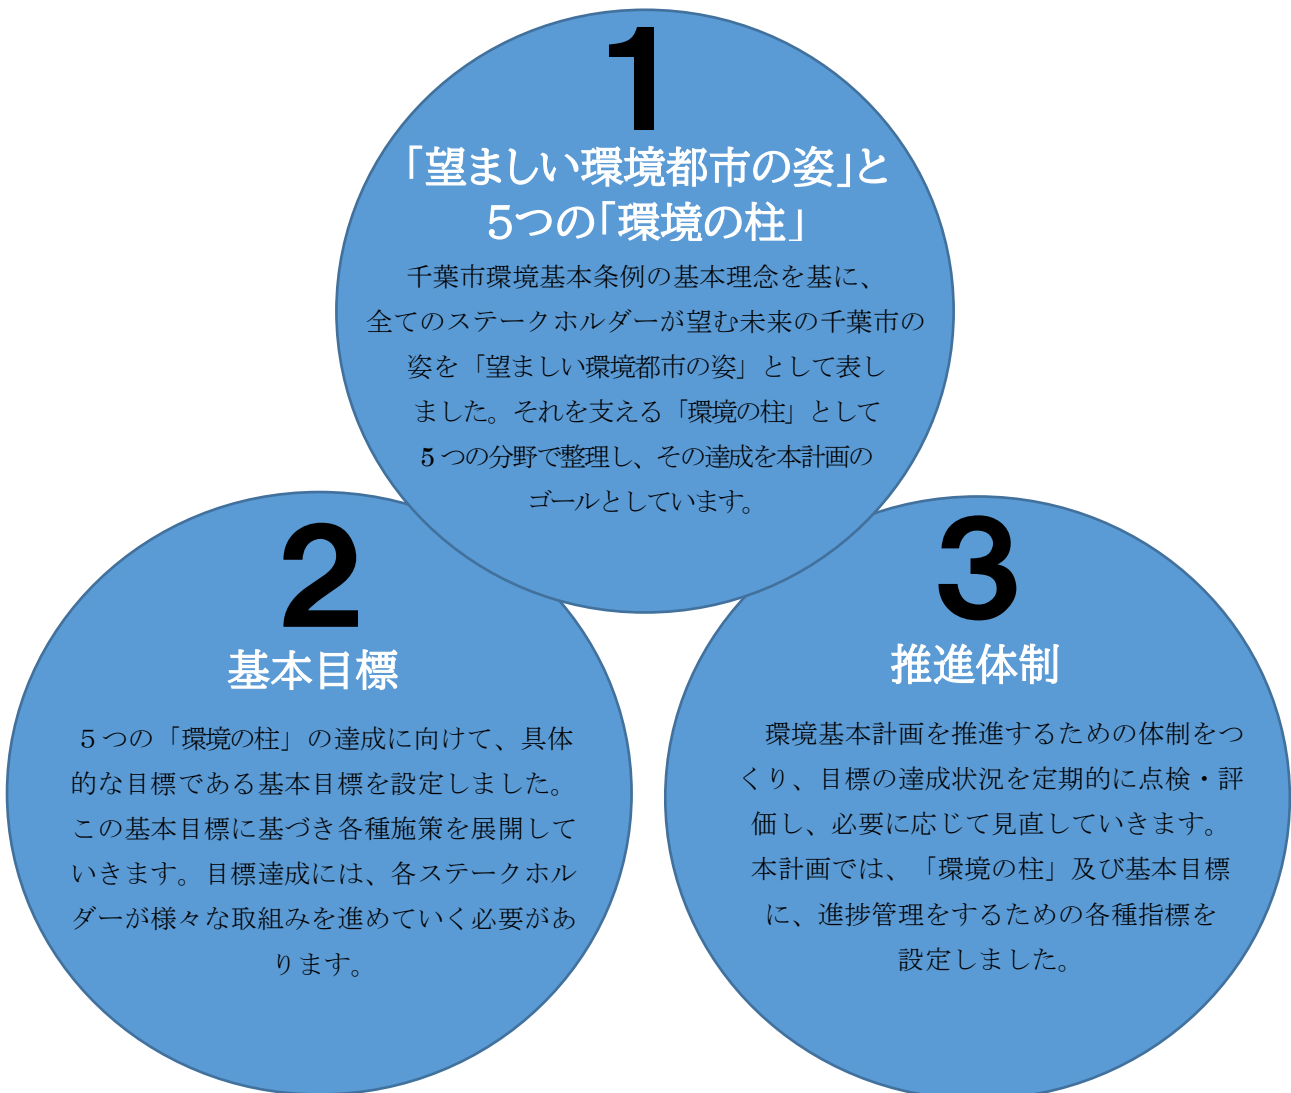 1
「望ましい環境都市の姿」と
5つの「環境の柱」
千葉市環境基本条例の基本理念を基に、
全てのステークホルダーが望む未来の千葉市の
姿を「望ましい環境都市の姿」として表し
ました。それを支える「環境の柱」として
5つの分野で整理し、その達成を本計画の
ゴールとしています。
2
基本目標
5つの「環境の柱」の達成に向けて、具体
的な目標である基本目標を設定しました。
この基本目標に基づき各種施策を展開して
いきます。目標達成には、各ステークホル
ダーが様々な取組みを進めていく必要があ
ります。
3
推進体制
環境基本計画を推進するための体制をつ
くり、目標の達成状況を定期的に点検・評
価し、必要に応じて見直していきます。
本計画では、「環境の柱」及び基本目標
に、進捗管理をするための各種指標を
設定しました。